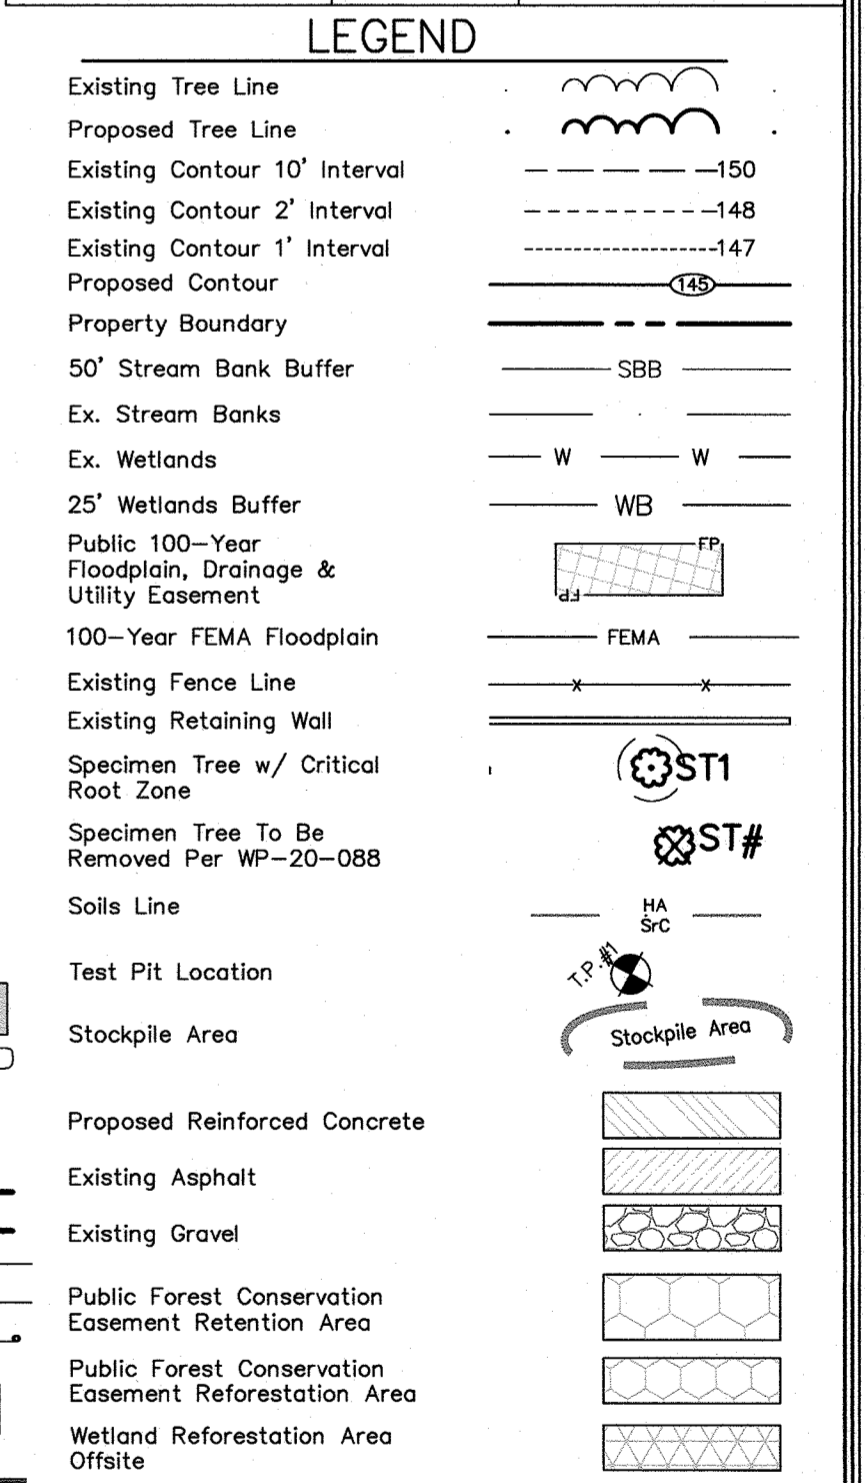 LEGEND
Existing Tree Line
Proposed Tree Line
Existing Contour 10' Interval 150
Existing Contour 2' Interval 148
Existing Contour 1' Interval 147
Proposed Contour 145
Property Boundary
50' Stream Bank Buffer SBB
Ex. Stream Banks
Ex. Wetlands W W
25' Wetlands Buffer WB
Public 100-Year FP
Floodplain, Drainage &
Utility Easement FP
100-Year FEMA Floodplain FEMA
Existing Fence Line x x
Existing Retaining Wall
Specimen Tree w/ Critical ST1
Root Zone
Specimen Tree To Be ST#
Removed Per WP-20-088
Soils Line HA
SrC
Test Pit Location T.P.#1
Stockpile Area Stockpile Area
Proposed Reinforced Concrete
Existing Asphalt
Existing Gravel
Public Forest Conservation
Easement Retention Area
Public Forest Conservation
Easement Reforestation Area
Wetland Reforestation Area
Offsite